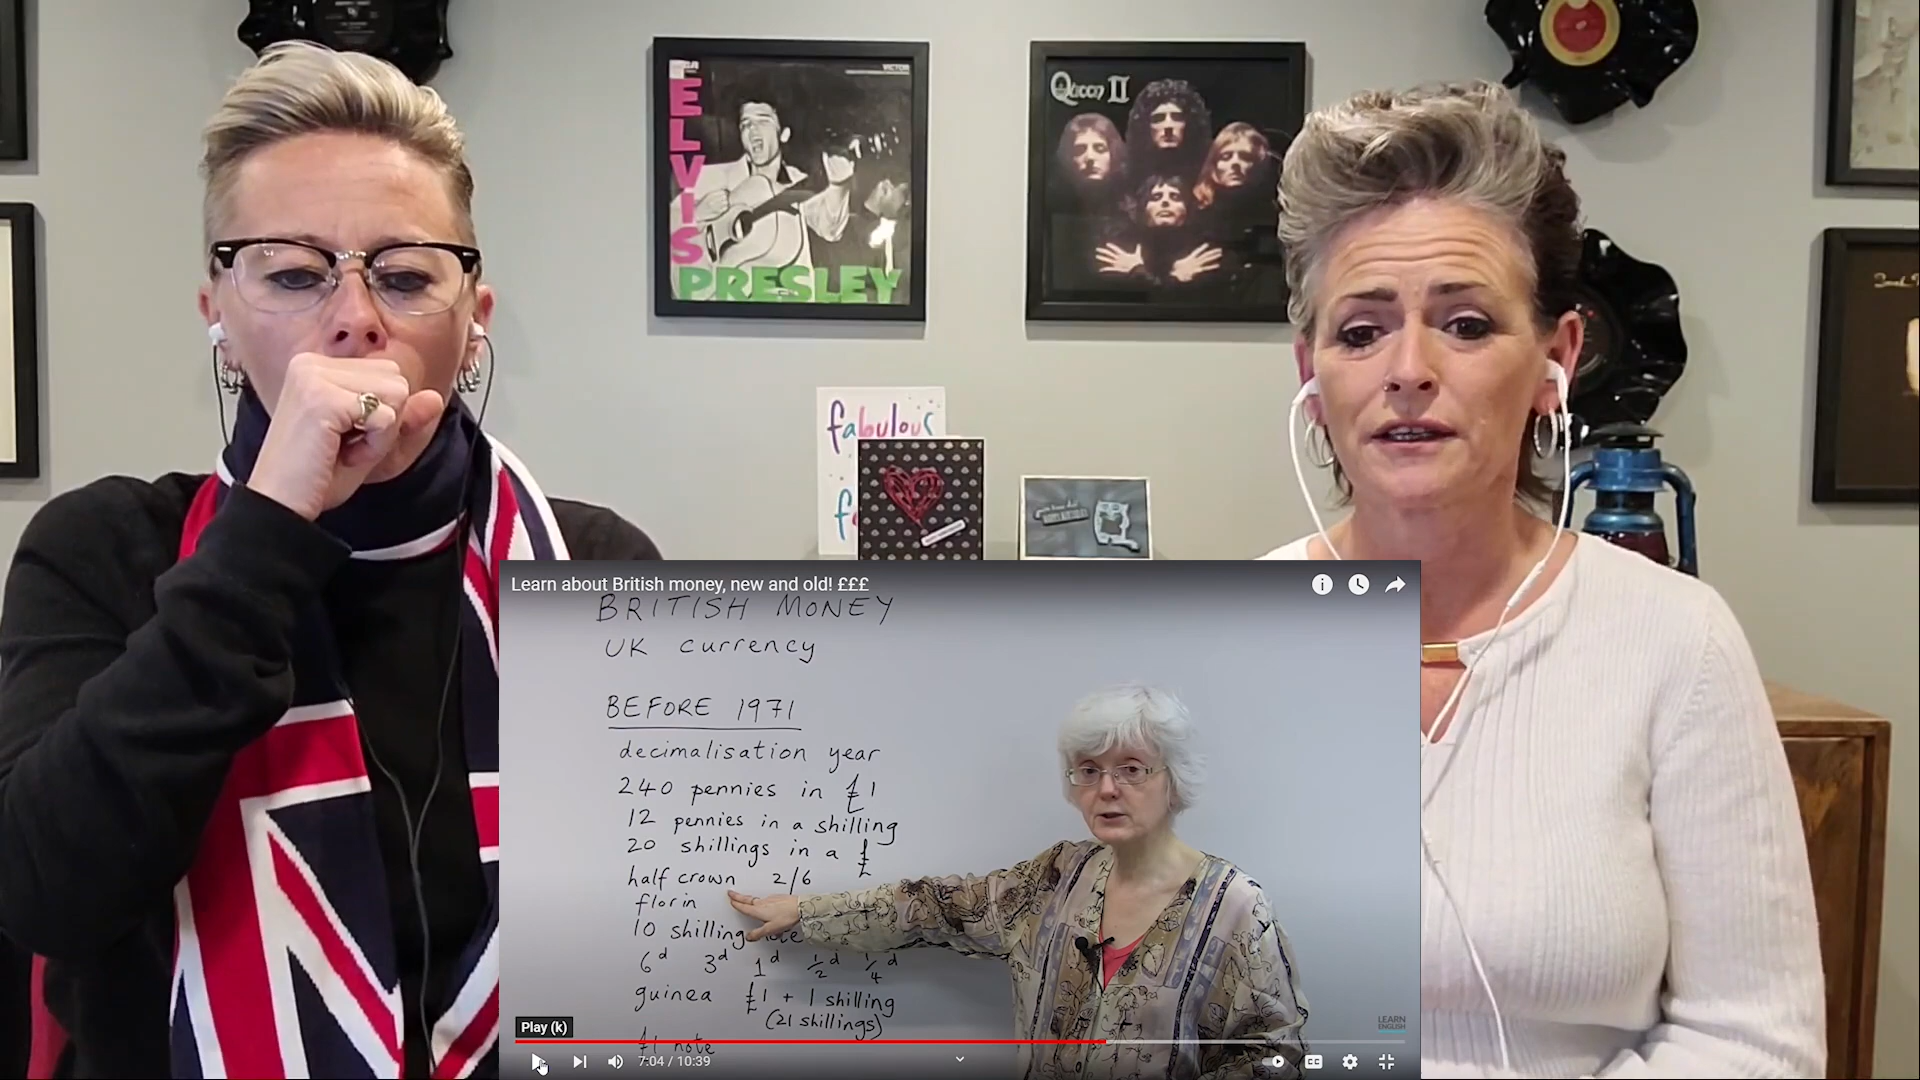 VICTOR
ELVIS
PRESLEY
Queen II
fabulous
Learn about British money, new and old! £££
BRITISH MONEY
UK currency
BEFORE 1971
decimalisation year
240 pennies in £1
12 pennies in a shilling
20 shillings in a £
half crown 2/6
florin
10 shilling
6d 3d 1d 1/2d 1/4d
guinea £1 + 1 shilling
(21 shillings)
£1 note
LEARN
ENGLISH
Play (k)
7:04 / 10:39
CC